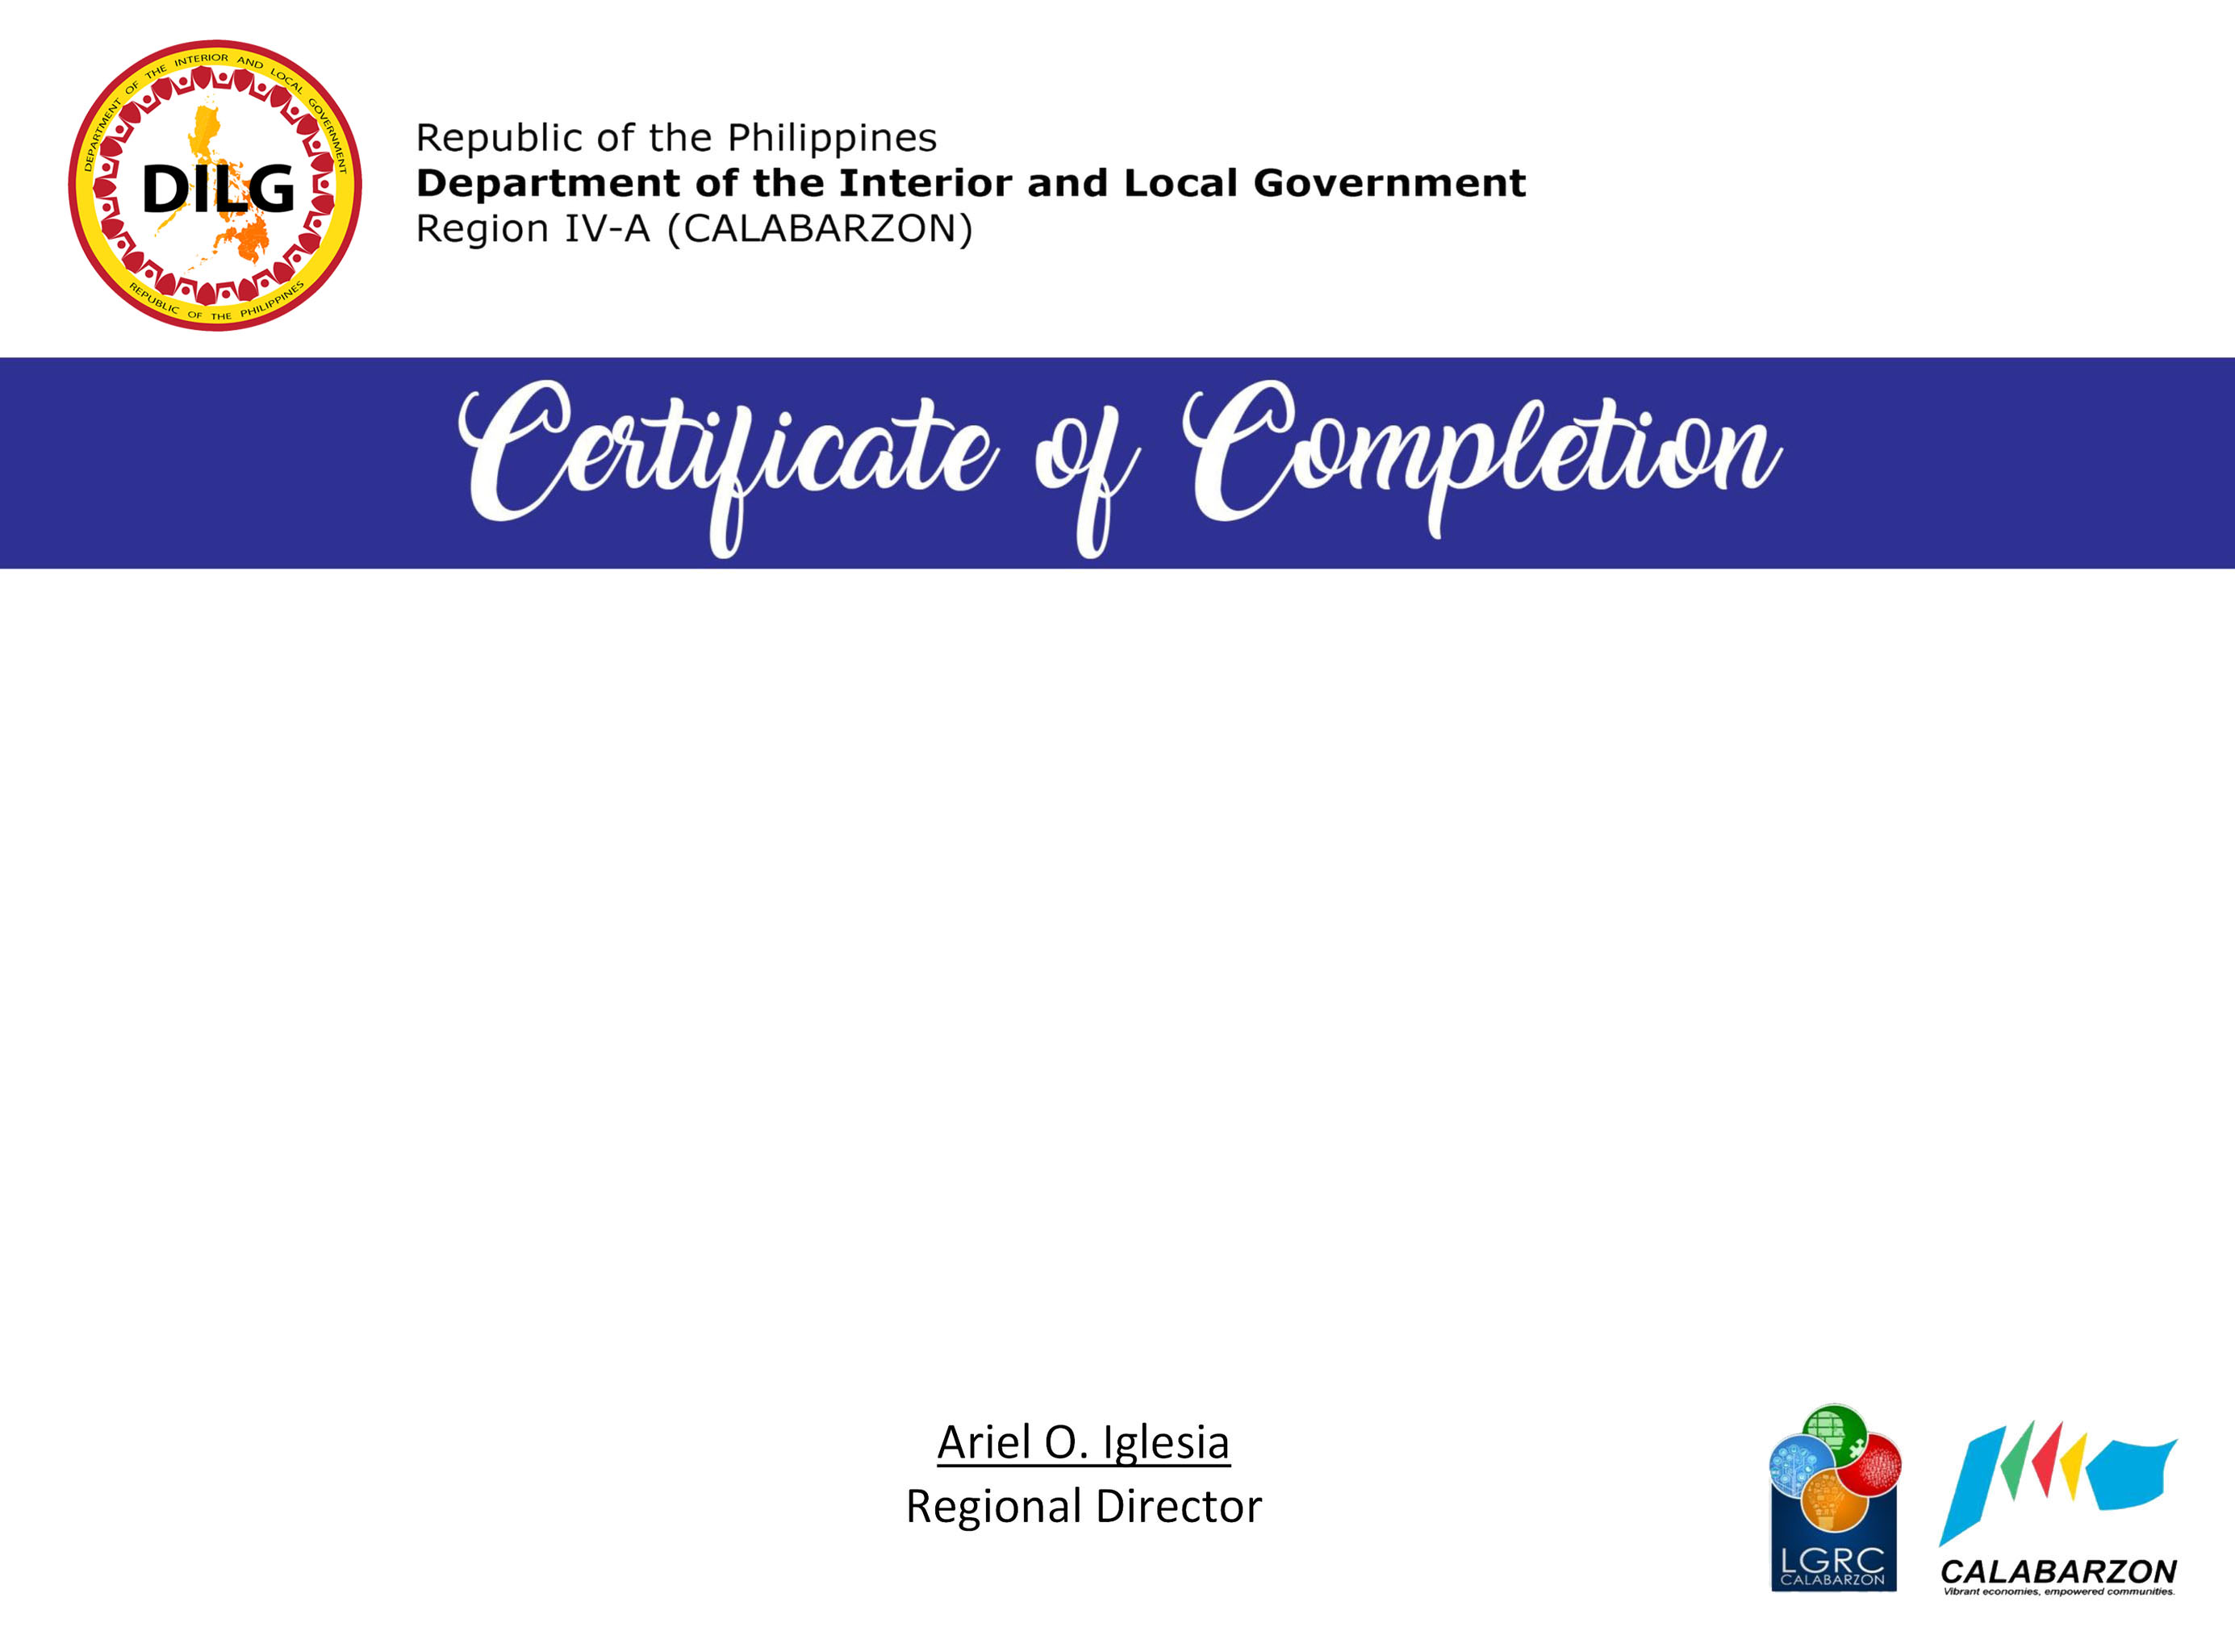 DEPARTMENT OF THE INTERIOR AND LOCAL GOVERNMENT
DILG
REPUBLIC OF THE PHILIPPINES
Republic of the Philippines
Department of the Interior and Local Government
Region IV-A (CALABARZON)
Certificate of Completion
Ariel O. Iglesia
Regional Director
LGRC
CALABARZON
CALABARZON
Vibrant economies, empowered communities.